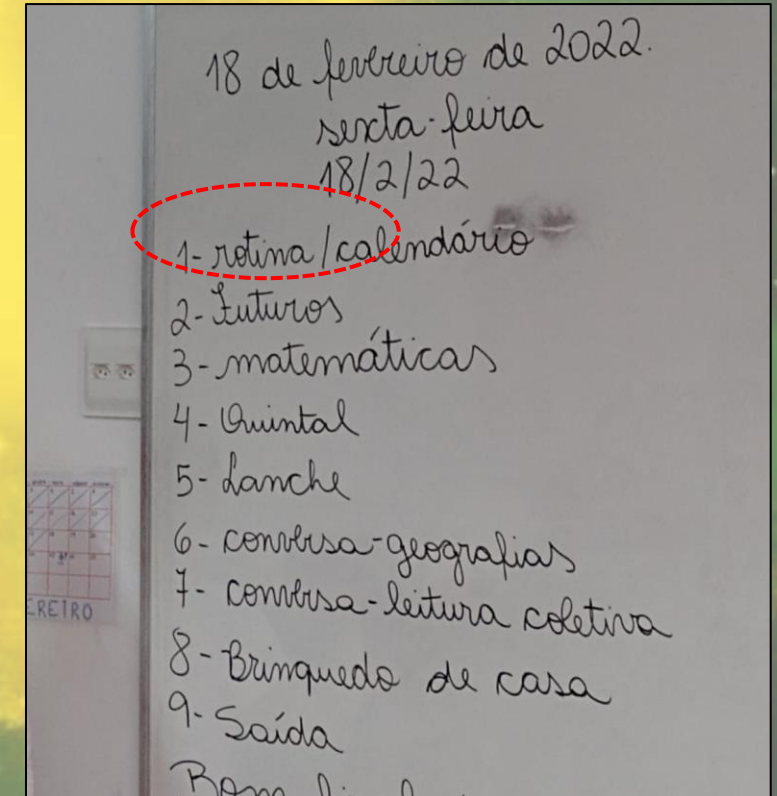 18 de fevereiro de 2022.
sexta-feira
18/2/22
1- rotina/calendário
2- Futuros
3- matemáticas
4- Quintal
5- Lanche
6- conversa-geografias
7- conversa-leitura coletiva
8- Brinquedo de casa
9- Saída
Bom
EREIRO